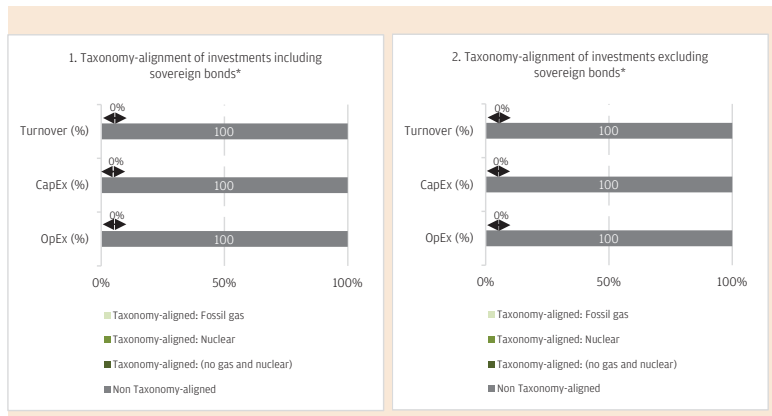 1. Taxonomy-alignment of investments including
sovereign bonds*
0%
Turnover (%)
100
0%
CapEx (%)
100
0%
OpEx (%)
100
0%
50%
100%
Taxonomy-aligned: Fossil gas
Taxonomy-aligned: Nuclear
Taxonomy-aligned: (no gas and nuclear)
Non Taxonomy-aligned
2. Taxonomy-alignment of investments excluding
sovereign bonds*
0%
Turnover (%)
100
0%
CapEx (%)
100
0%
OpEx (%)
100
0%
50%
100%
Taxonomy-aligned: Fossil gas
Taxonomy-aligned: Nuclear
Taxonomy-aligned: (no gas and nuclear)
Non Taxonomy-aligned